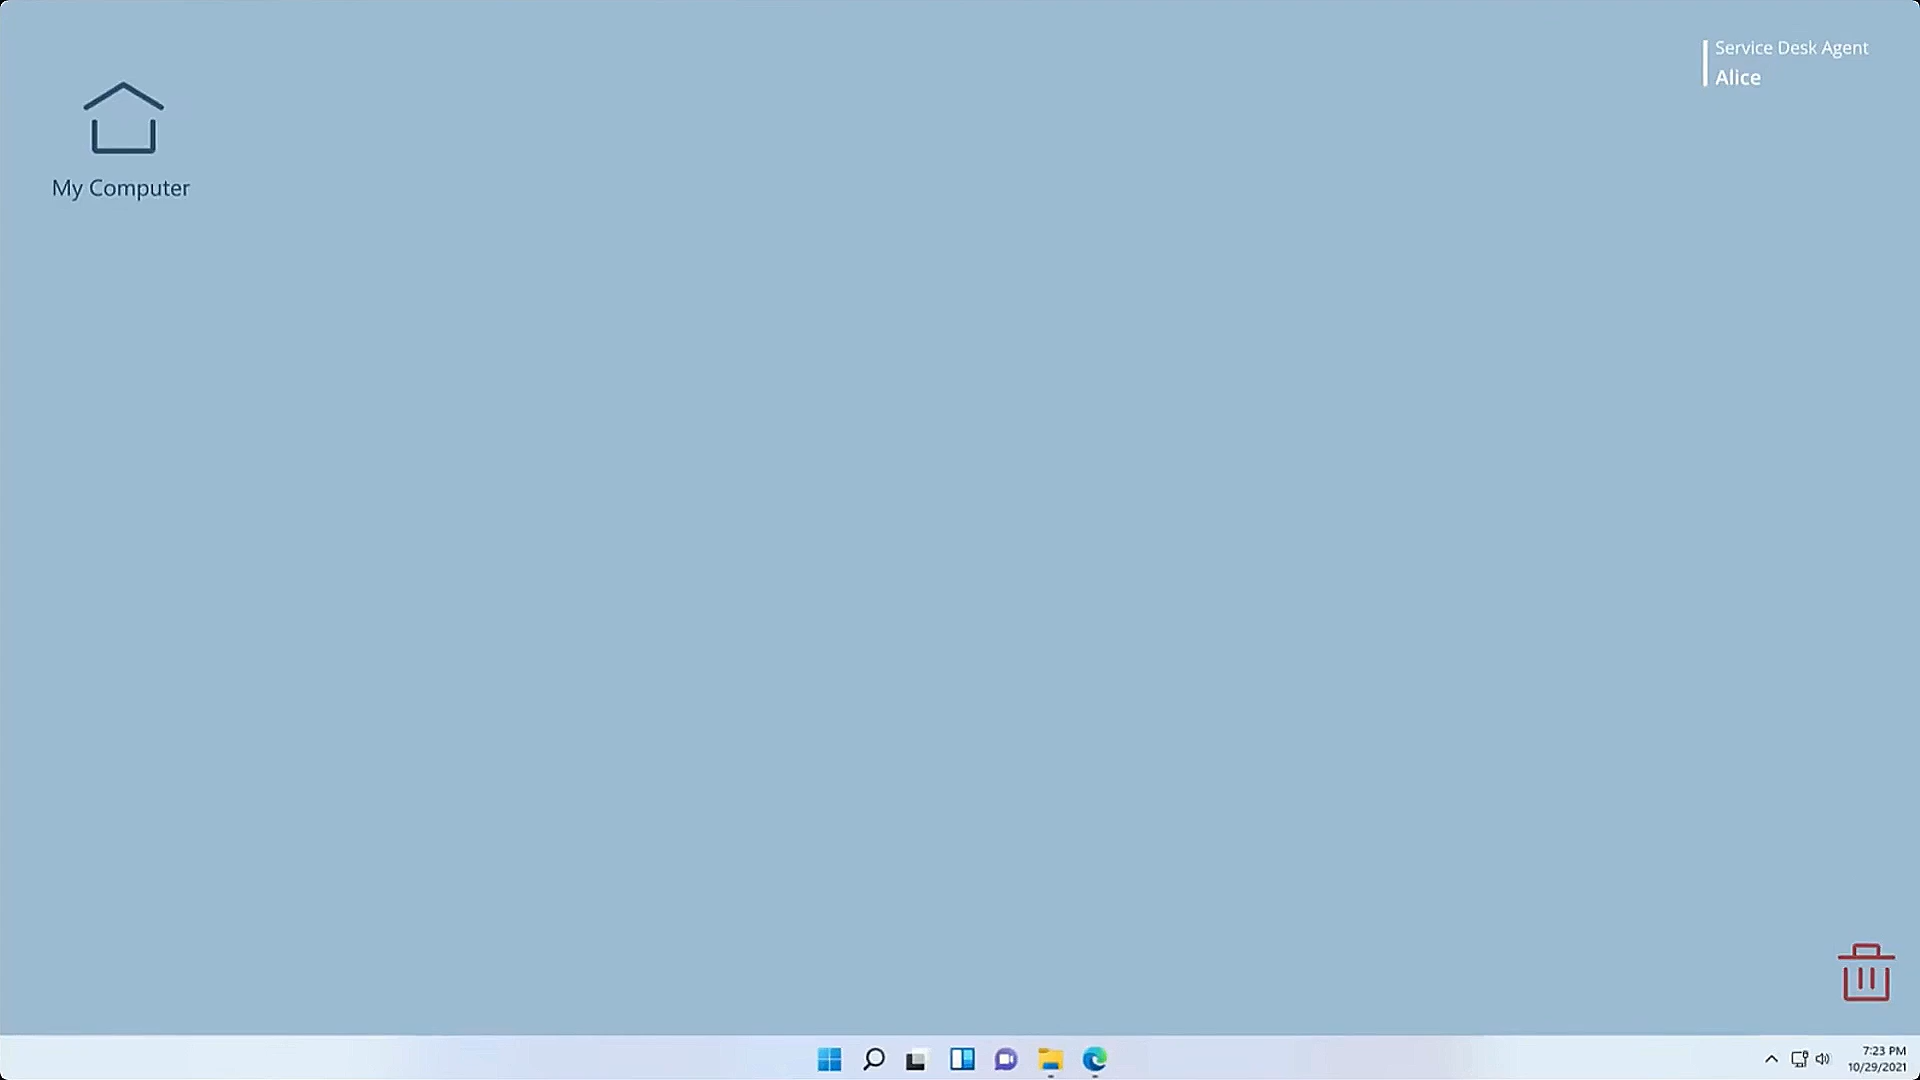 Service Desk Agent
Alice
My Computer
7:23 PM
10/29/2021